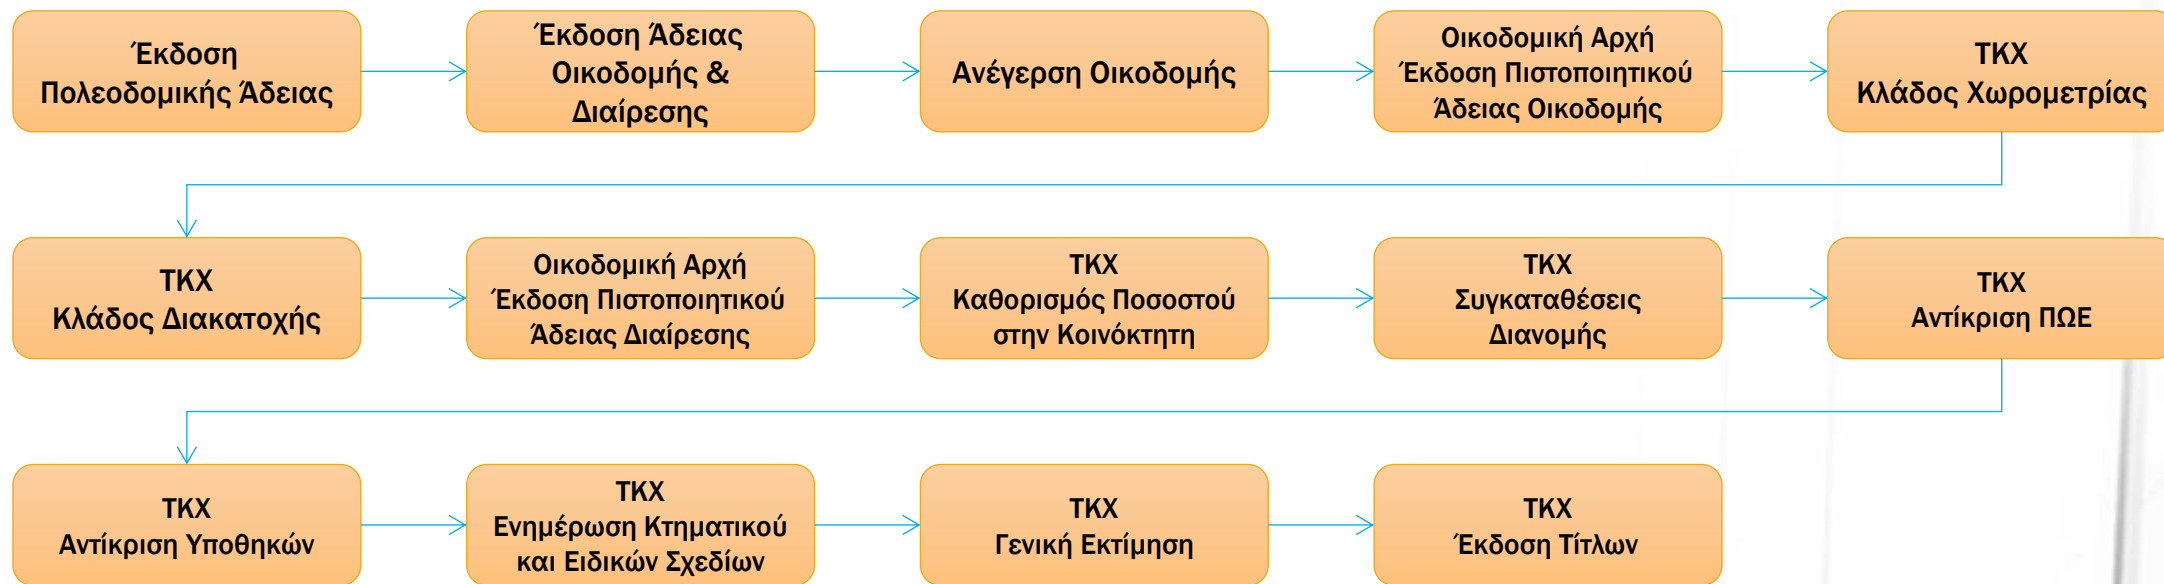 Έκδοση
Πολεοδομικής Άδειας
Έκδοση Άδειας
Οικοδομής &
Διαίρεσης
Ανέγερση Οικοδομής
Οικοδομική Αρχή
Έκδοση Πιστοποιητικού
Άδειας Οικοδομής
ΤΚΧ
Κλάδος Χωρομετρίας
ΤΚΧ
Κλάδος Διακατοχής
Οικοδομική Αρχή
Έκδοση Πιστοποιητικού
Άδειας Διαίρεσης
ΤΚΧ
Καθορισμός Ποσοστού
στην Κοινόκτητη
ΤΚΧ
Συγκαταθέσεις
Διανομής
ΤΚΧ
Αντίκριση ΠΩΕ
ΤΚΧ
Αντίκριση Υποθηκών
ΤΚΧ
Ενημέρωση Κτηματικού
και Ειδικών Σχεδίων
ΤΚΧ
Γενική Εκτίμηση
ΤΚΧ
Έκδοση Τίτλων